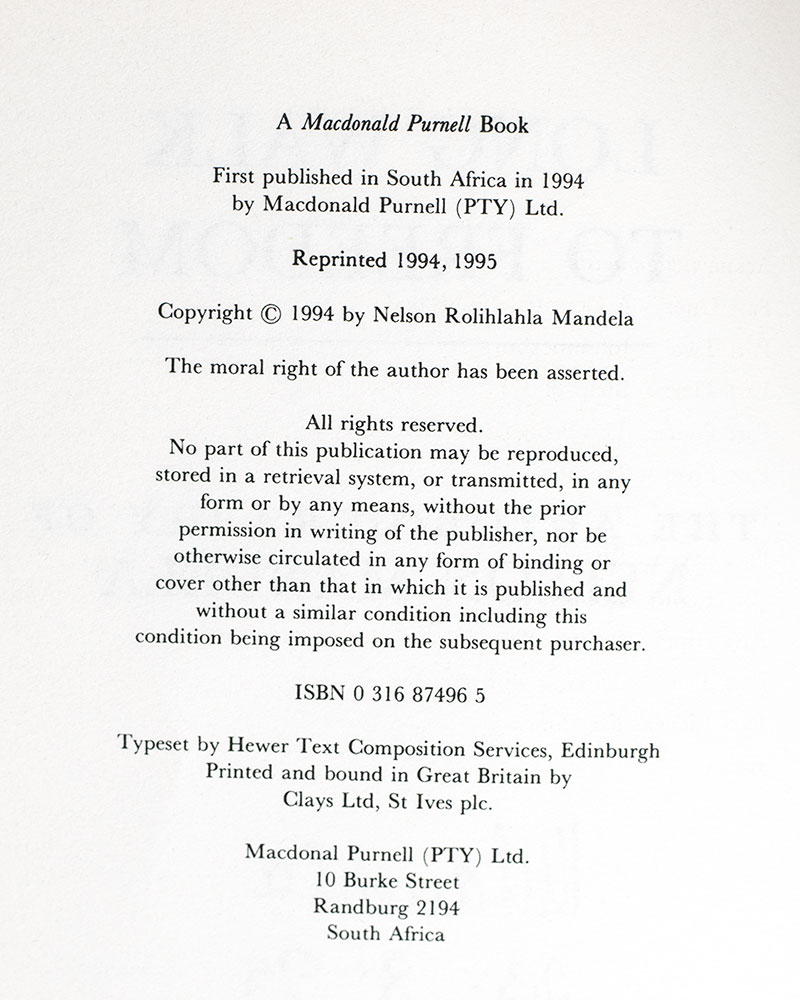 A Macdonald Purnell Book
First published in South Africa in 1994
by Macdonald Purnell (PTY) Ltd.
Reprinted 1994, 1995
Copyright © 1994 by Nelson Rolihlahla Mandela
The moral right of the author has been asserted.
All rights reserved.
No part of this publication may be reproduced,
stored in a retrieval system, or transmitted, in any
form or by any means, without the prior
permission in writing of the publisher, nor be
otherwise circulated in any form of binding or
cover other than that in which it is published and
without a similar condition including this
condition being imposed on the subsequent purchaser.
ISBN 0 316 87496 5
Typeset by Hewer Text Composition Services, Edinburgh
Printed and bound in Great Britain by
Clays Ltd, St Ives plc.
Macdonal Purnell (PTY) Ltd.
10 Burke Street
Randburg 2194
South Africa